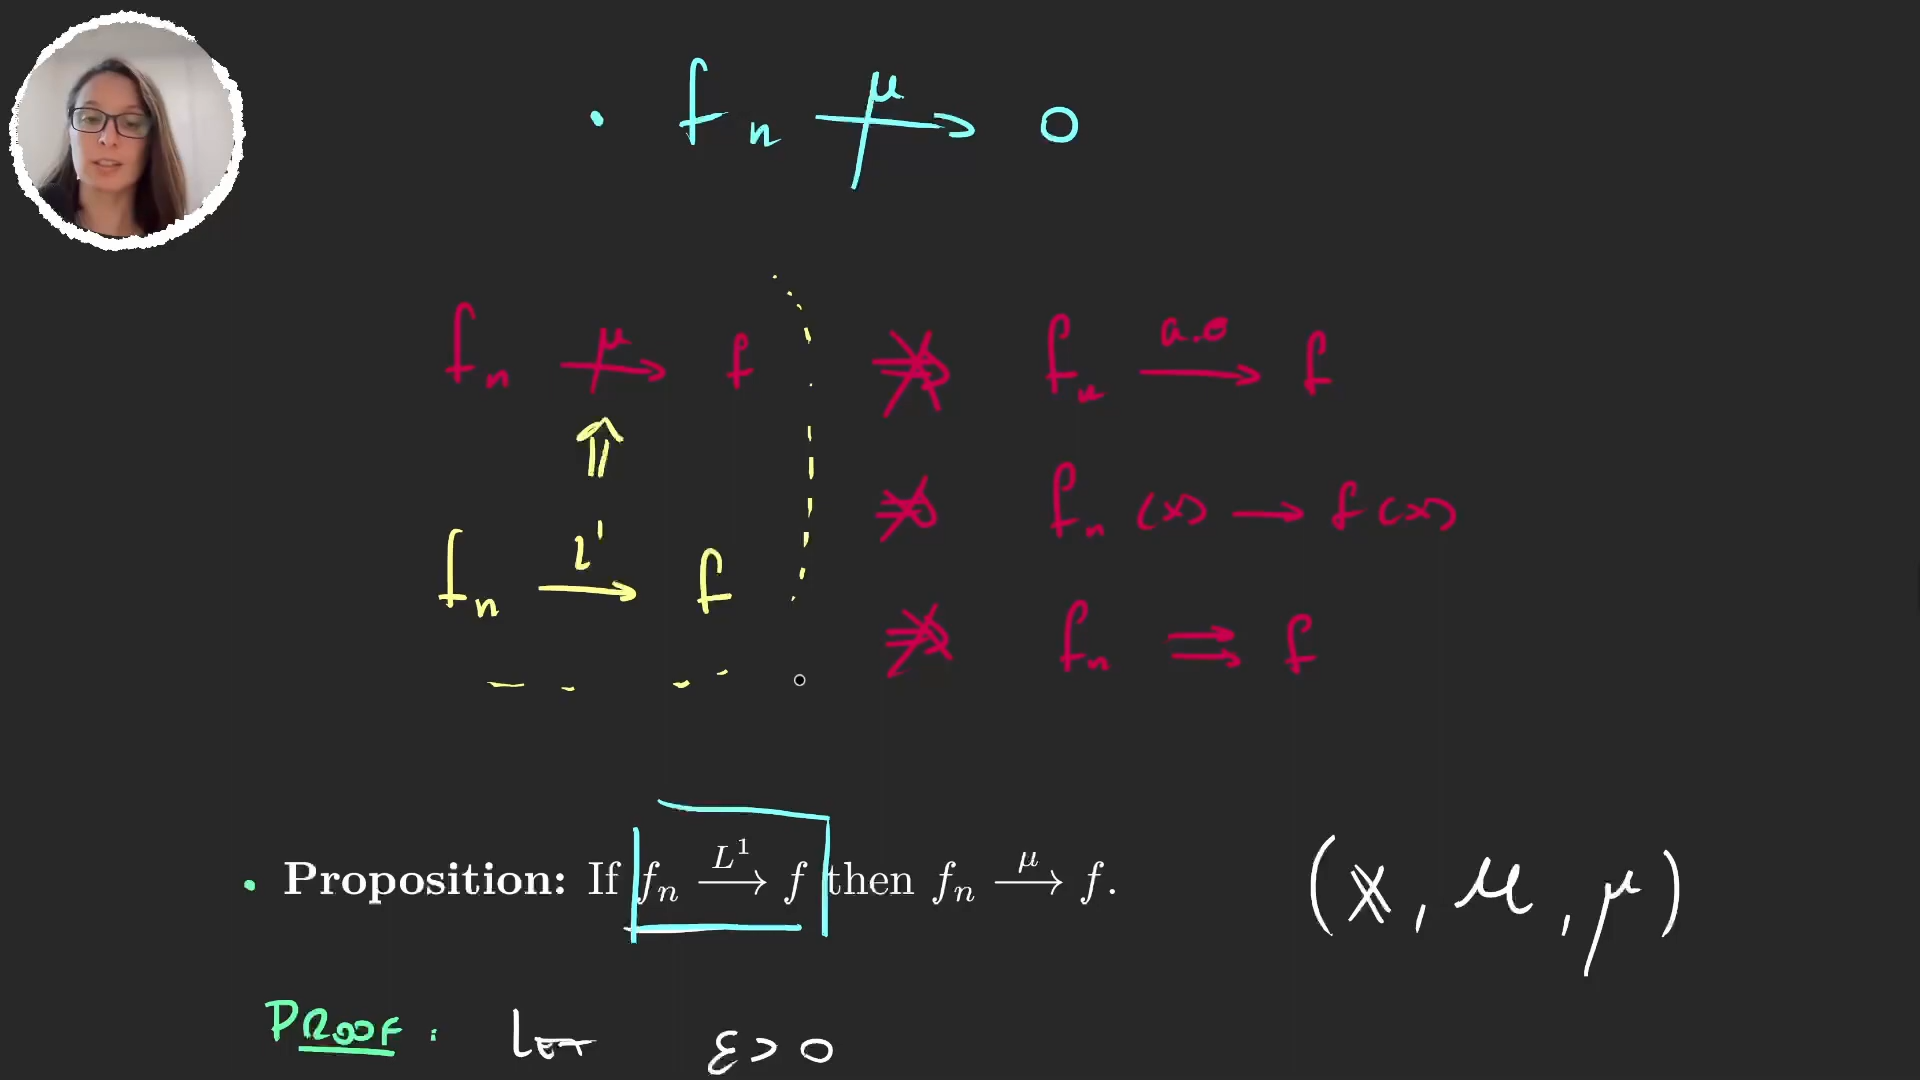 • fₙ —μ↛ 0
fₙ —μ→ f ⇏ fₙ —a.e→ f
⇑
⇏ fₙ(x) → f(x)
fₙ —L¹→ f
⇏ fₙ ⇉ f
• Proposition: If fₙ —L¹→ f then fₙ —μ→ f. (X, M, μ)
PROOF: LET ε > 0